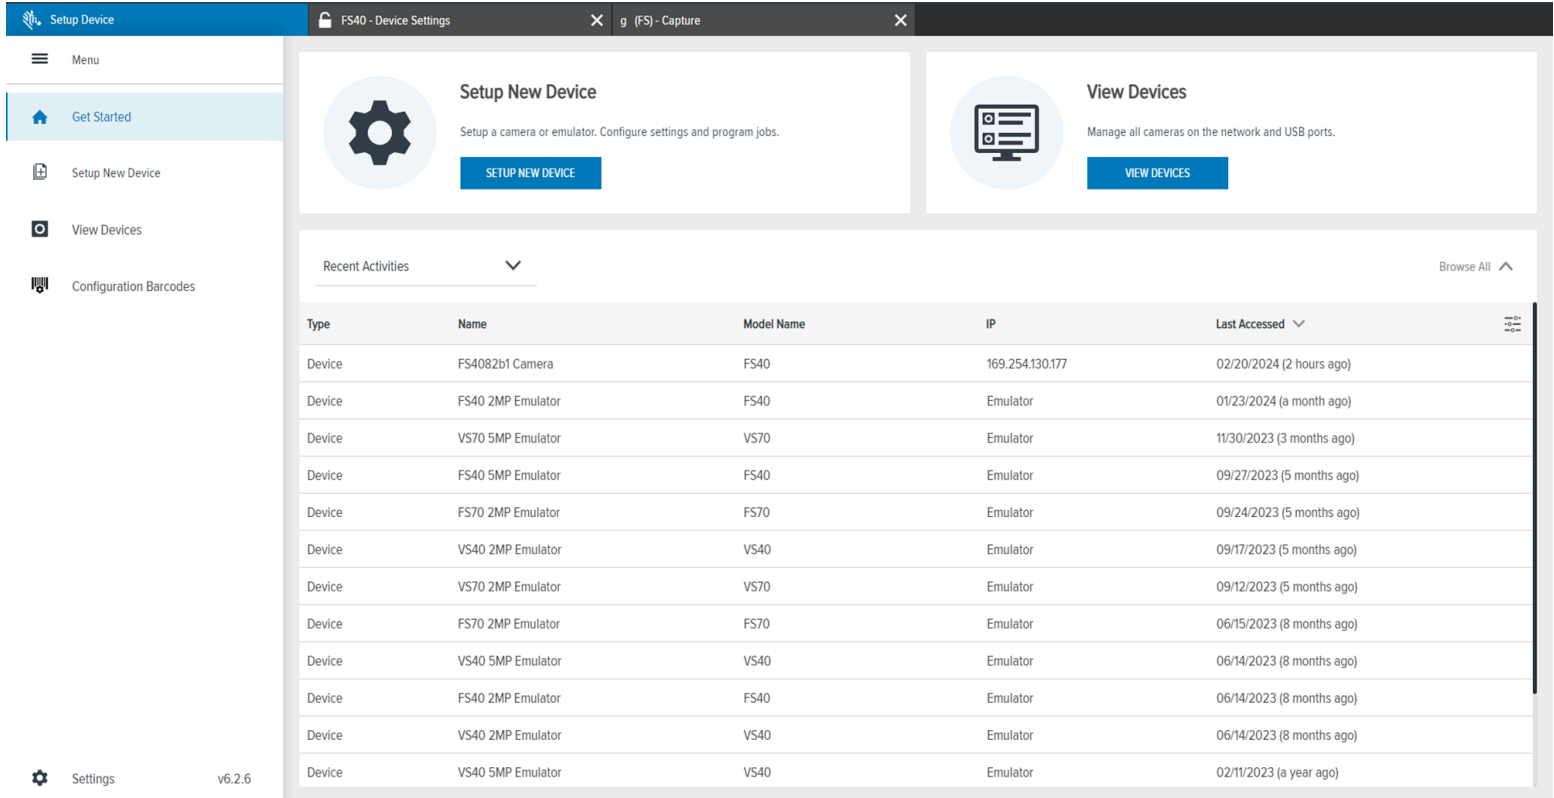 Setup Device
FS40 - Device Settings
g (FS) - Capture
Menu
Get Started
Setup New Device
View Devices
Configuration Barcodes
Settings v6.2.6
Setup New Device
Setup a camera or emulator. Configure settings and program jobs.
SETUP NEW DEVICE
View Devices
Manage all cameras on the network and USB ports.
VIEW DEVICES
Recent Activities
Browse All
Type Name Model Name IP Last Accessed
Device FS4082b1 Camera FS40 169.254.130.177 02/20/2024 (2 hours ago)
Device FS40 2MP Emulator FS40 Emulator 01/23/2024 (a month ago)
Device VS70 5MP Emulator VS70 Emulator 11/30/2023 (3 months ago)
Device FS40 5MP Emulator FS40 Emulator 09/27/2023 (5 months ago)
Device FS70 2MP Emulator FS70 Emulator 09/24/2023 (5 months ago)
Device VS40 2MP Emulator VS40 Emulator 09/17/2023 (5 months ago)
Device VS70 2MP Emulator VS70 Emulator 09/12/2023 (5 months ago)
Device FS70 2MP Emulator FS70 Emulator 06/15/2023 (8 months ago)
Device VS40 5MP Emulator VS40 Emulator 06/14/2023 (8 months ago)
Device FS40 2MP Emulator FS40 Emulator 06/14/2023 (8 months ago)
Device VS40 2MP Emulator VS40 Emulator 06/14/2023 (8 months ago)
Device VS40 5MP Emulator VS40 Emulator 02/11/2023 (a year ago)